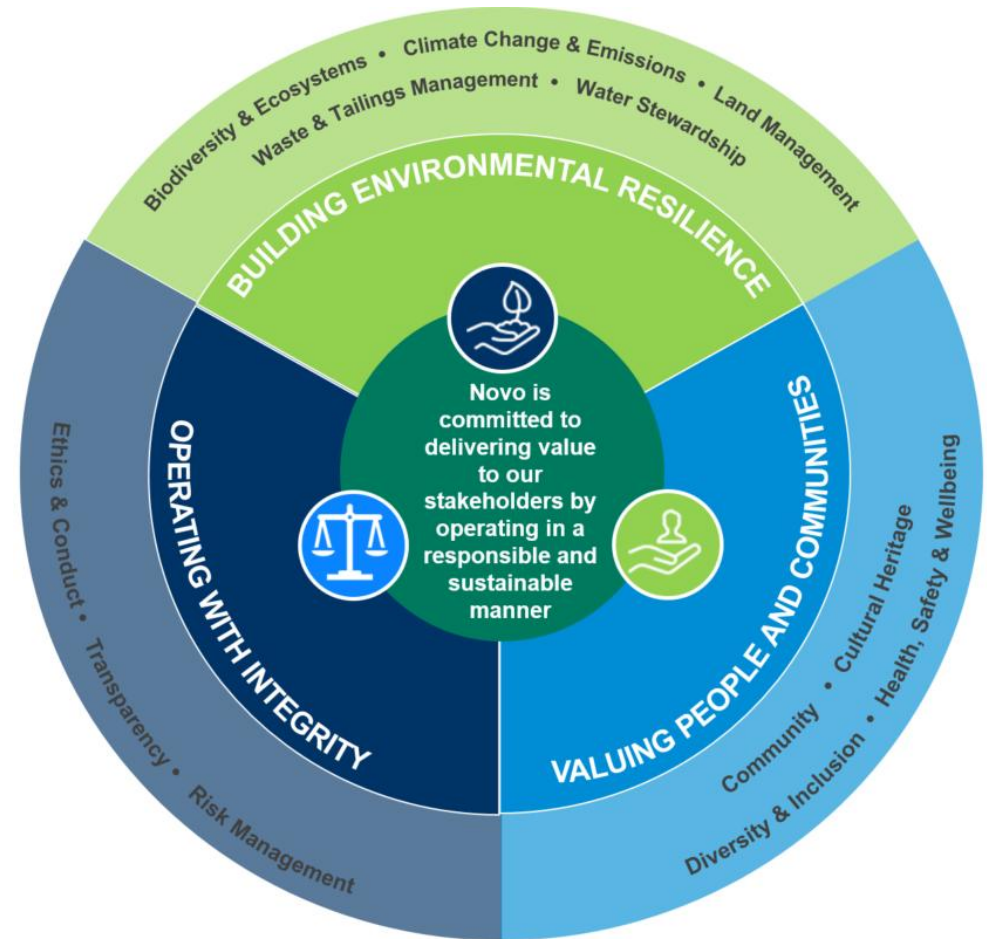 Biodiversity & Ecosystems • Climate Change & Emissions • Land Management
Waste & Tailings Management • Water Stewardship
BUILDING ENVIRONMENTAL RESILIENCE
Novo is
committed to
delivering value
to our
stakeholders by
operating in a
responsible and
sustainable
manner
OPERATING WITH INTEGRITY
Ethics & Conduct • Transparency • Risk Management
VALUING PEOPLE AND COMMUNITIES
Community • Cultural Heritage
Diversity & Inclusion • Health, Safety & Wellbeing